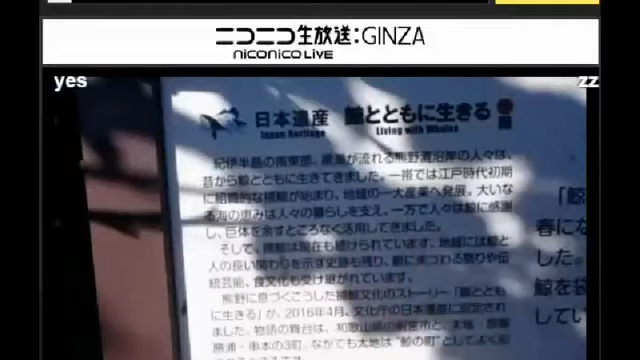 ニコニコ生放送:GINZA
niconico LIVE
yes
zz
日本遺産 鯨とともに生きる
Japan Heritage
Living with Whales
紀伊半島の南東部、黒潮が流れる熊野灘沿岸の人々は、
昔から鯨とともに生きてきました。一帯では江戸時代初期
に組織的な捕鯨が始まり、地域の一大産業へ発展。大いな
る海の恵みは人々の暮らしを支え、一方で人々は鯨に感謝
し、巨体を余すところなく活用してきました。
そして、捕鯨は現在も続けられています。地域には鯨と
人の長い関わりを示す史跡も残り、鯨にまつわる祭りや伝
統芸能、食文化も受け継がれています。
熊野に息づくこうした捕鯨文化のストーリー「鯨ととも
に生きる」が、2016年4月、文化庁の日本遺産に認定され
ました。物語の舞台は、和歌山県の新宮市と、太地・那智
勝浦・串本の3町。なかでも太地は“鯨の町”としてよく知
「鯨
春にな
した。
鯨を袋
してい